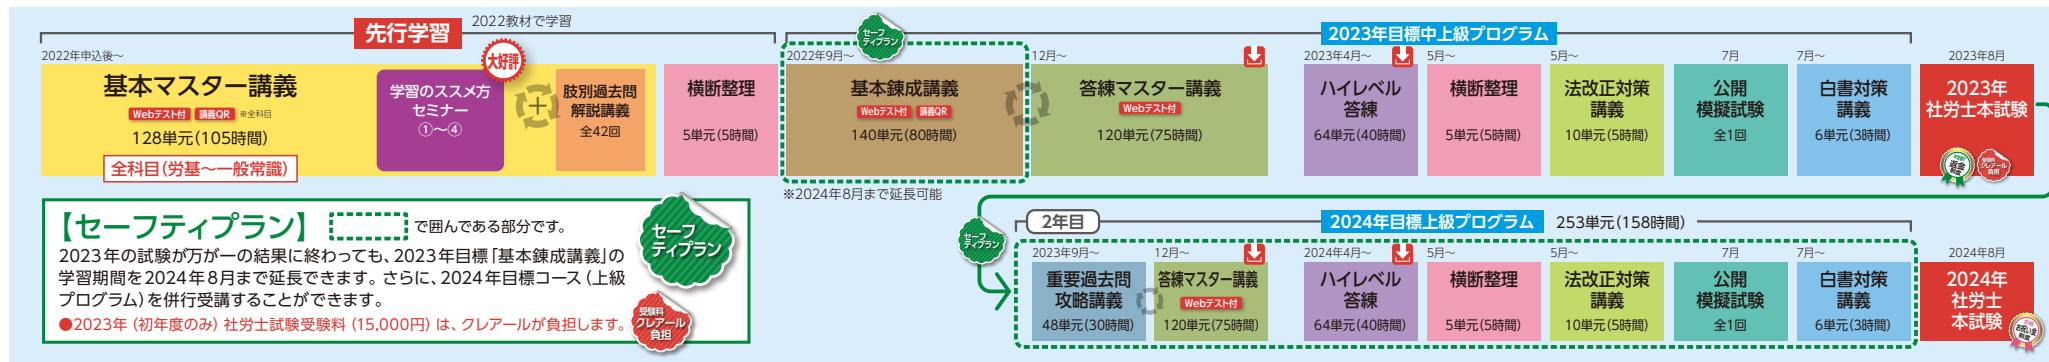 先行学習
2022教材で学習
2022年申込後～
基本マスター講義
Webテスト付 講義QR ※全科目
128単元(105時間)
全科目(労基～一般常識)
大好評
学習のススメ方
セミナー
①～④
+
肢別過去問
解説講義
全42回
横断整理
5単元(5時間)
セーフ
ティプラン
2023年目標中上級プログラム
2022年9月～
基本錬成講義
Webテスト付 講義QR
140単元(80時間)
※2024年8月まで延長可能
12月～
答練マスター講義
Webテスト付
120単元(75時間)
2023年4月～
ハイレベル
答練
64単元(40時間)
5月～
横断整理
5単元(5時間)
5月～
法改正対策
講義
10単元(5時間)
7月
公開
模擬試験
全1回
7月～
白書対策
講義
6単元(3時間)
2023年8月
2023年
社労士本試験
返金
制度
受験料
クレアール
負担
【セーフティプラン】 で囲んである部分です。
2023年の試験が万が一の結果に終わっても、2023年目標「基本錬成講義」の
学習期間を2024年8月まで延長できます。さらに、2024年目標コース(上級
プログラム)を併行受講することができます。
●2023年(初年度のみ)社労士試験受験料(15,000円)は、クレアールが負担します。
セーフ
ティプラン
受験料
クレアール
負担
セーフ
ティプラン
2年目
2024年目標上級プログラム 253単元(158時間)
2023年9月～
重要過去問
攻略講義
48単元(30時間)
12月～
答練マスター講義
Webテスト付
120単元(75時間)
2024年4月～
ハイレベル
答練
64単元(40時間)
5月～
横断整理
5単元(5時間)
5月～
法改正対策
講義
10単元(5時間)
7月
公開
模擬試験
全1回
7月～
白書対策
講義
6単元(3時間)
2024年8月
2024年
社労士
本試験
お祝い金
制度